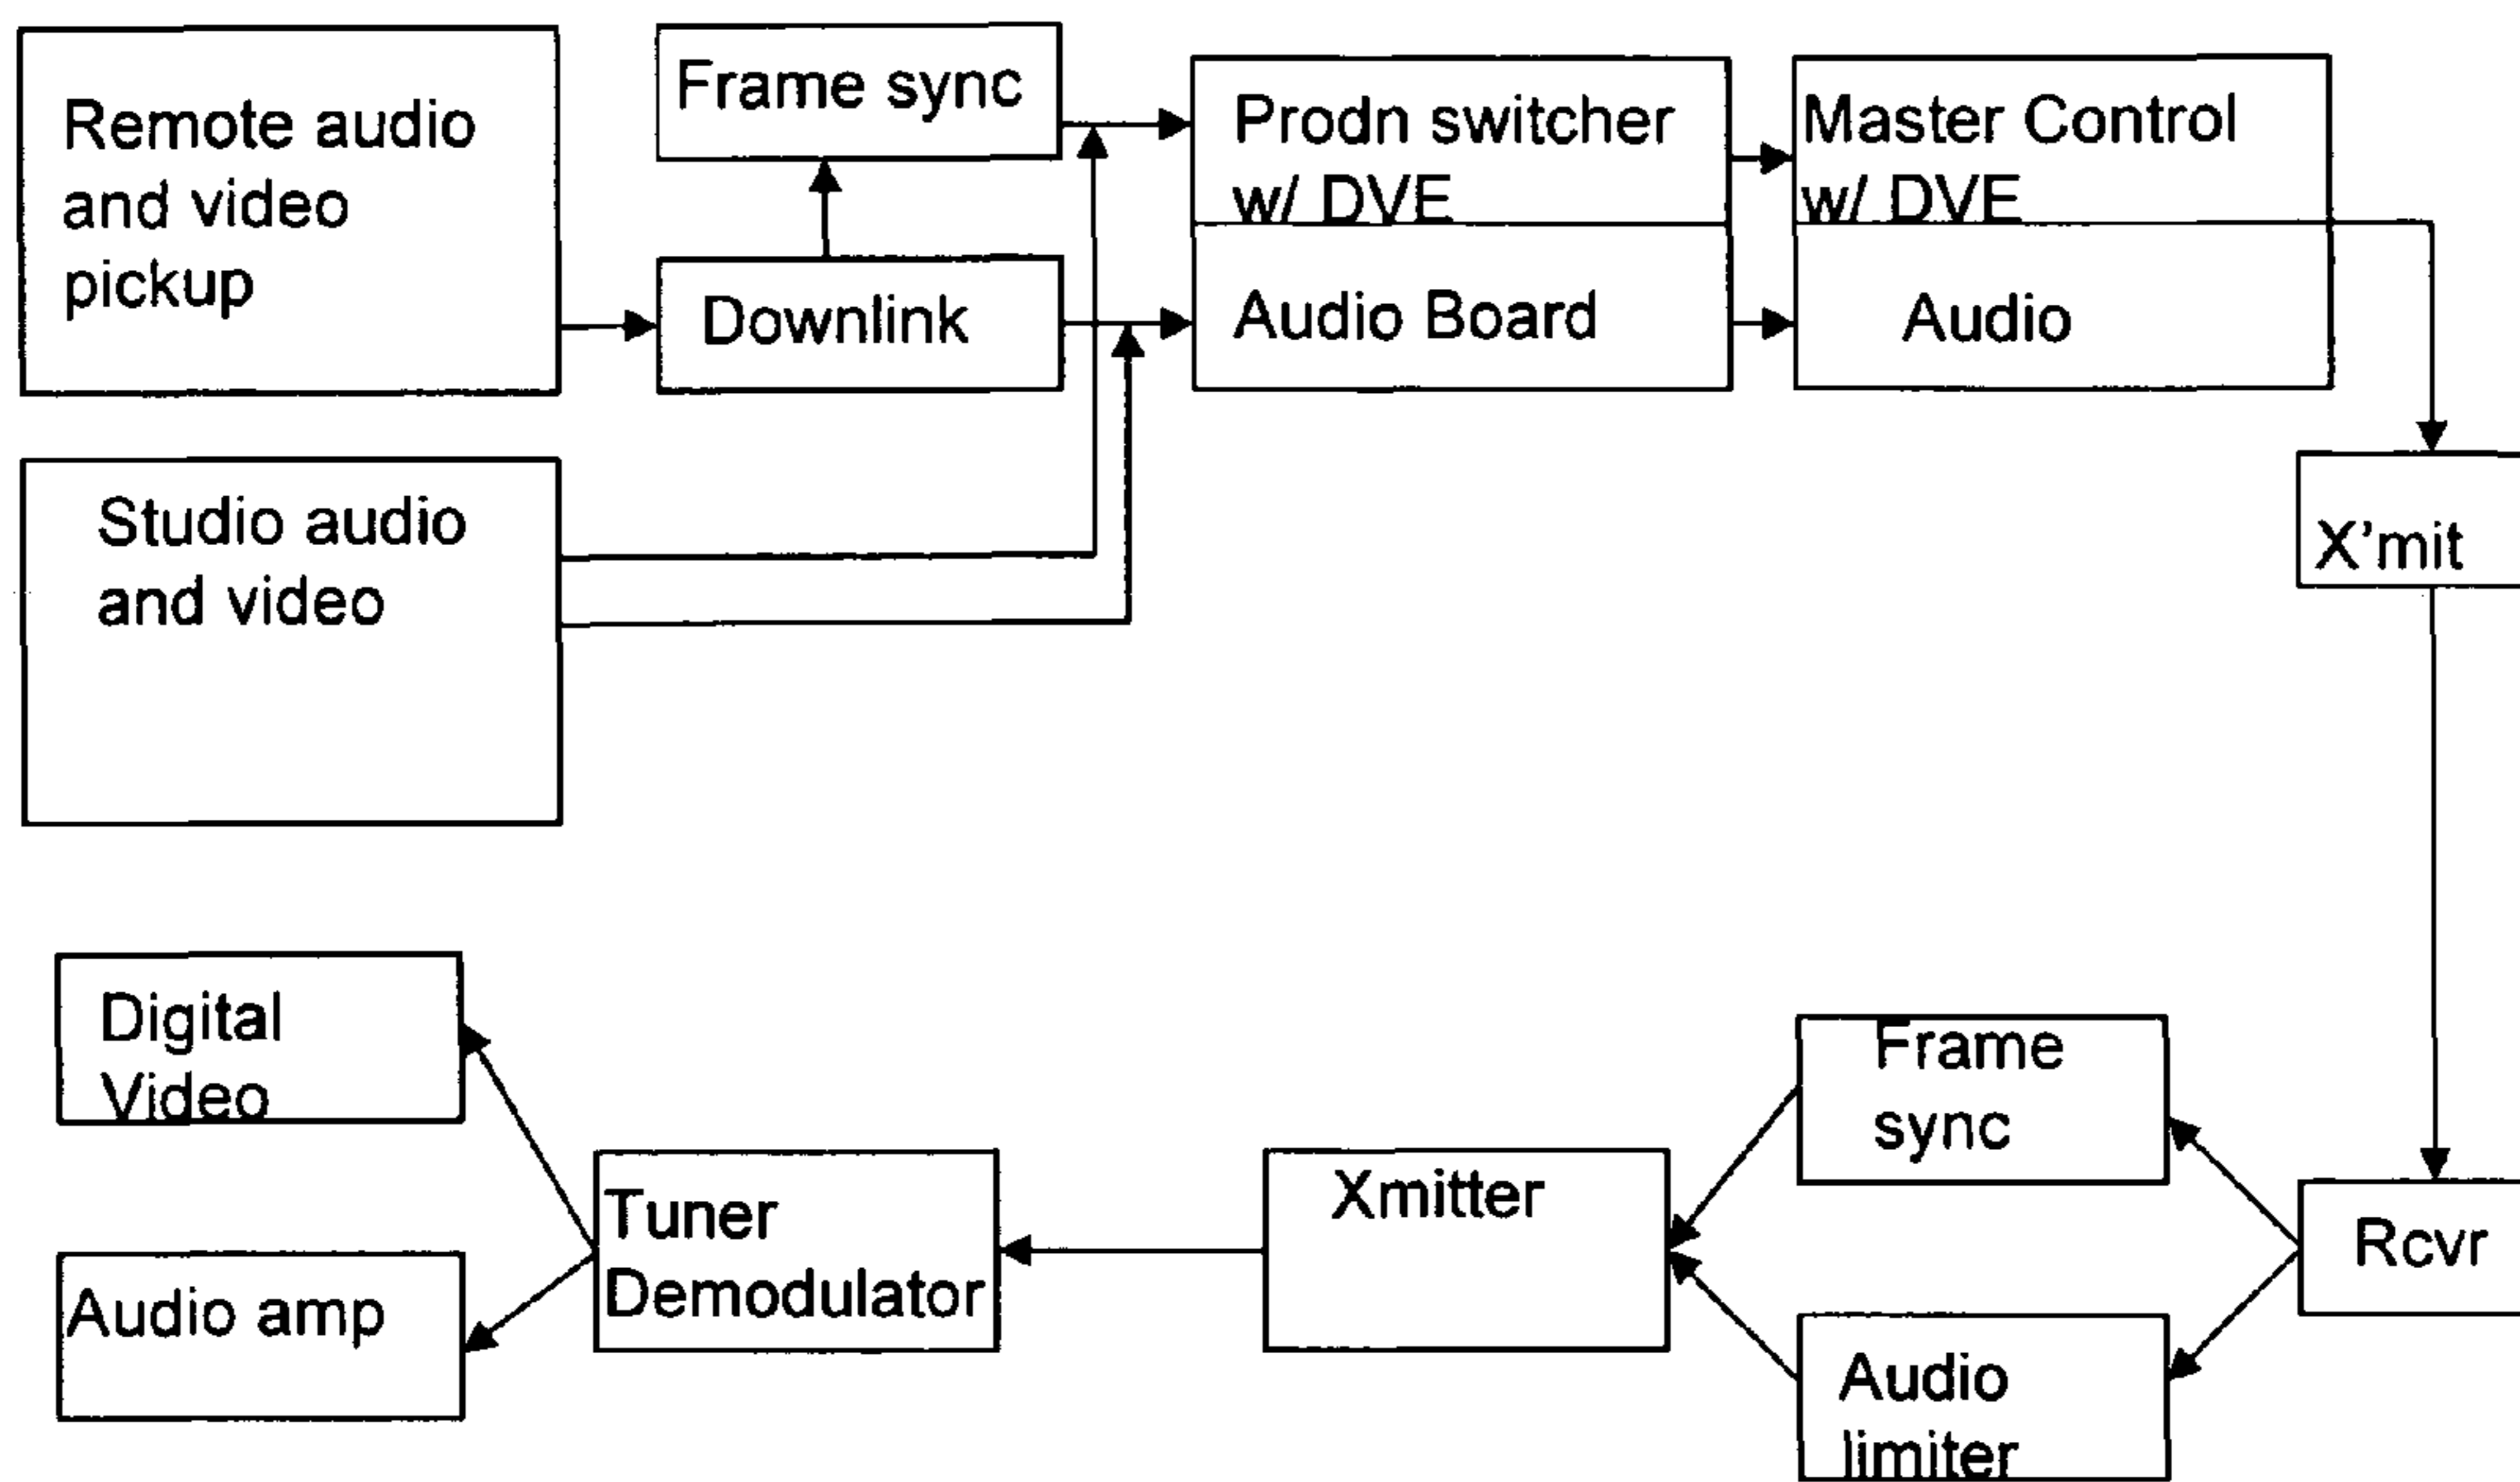 Remote audio
and video
pickup
Frame sync
Downlink
Prodn switcher
w/ DVE
Audio Board
Master Control
w/ DVE
Audio
Studio audio
and video
X'mit
Digital
Video
Audio amp
Tuner
Demodulator
Xmitter
Frame
sync
Audio
limiter
Rcvr